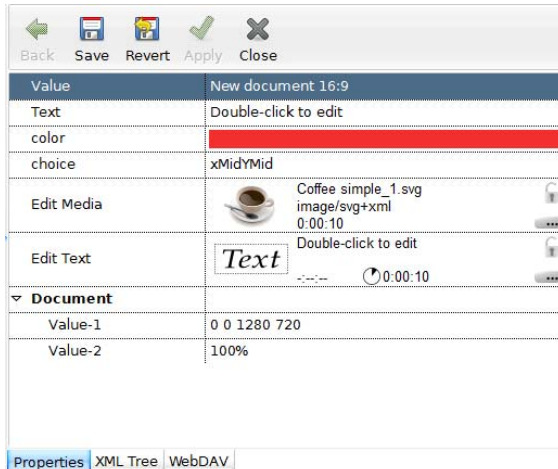 Back Save Revert Apply Close
Value New document 16:9
Text Double-click to edit
color
choice xMidYMid
Edit Media Coffee simple_1.svg
image/svg+xml
0:00:10
Edit Text Text Double-click to edit
-:--:-- 0:00:10
Document
Value-1 0 0 1280 720
Value-2 100%
Properties XML Tree WebDAV